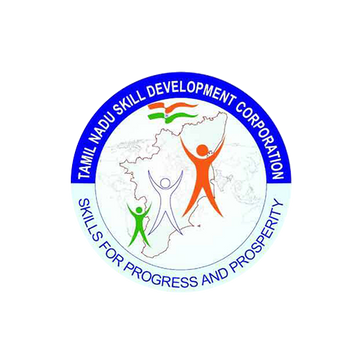 TAMIL NADU SKILL DEVELOPMENT CORPORATION
SKILLS FOR PROGRESS AND PROSPERITY